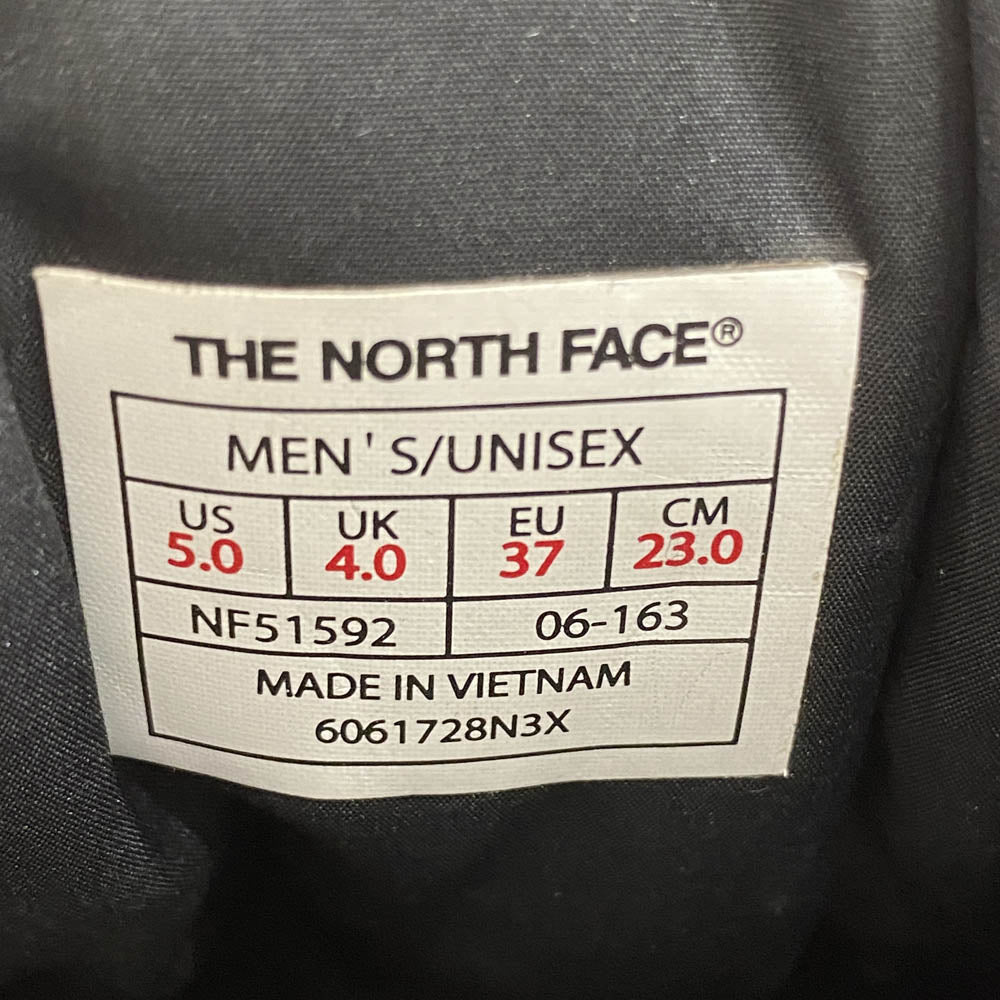 THE NORTH FACE®
MEN'S/UNISEX
US UK EU CM
5.0 4.0 37 23.0
NF51592 06-163
MADE IN VIETNAM
6061728N3X